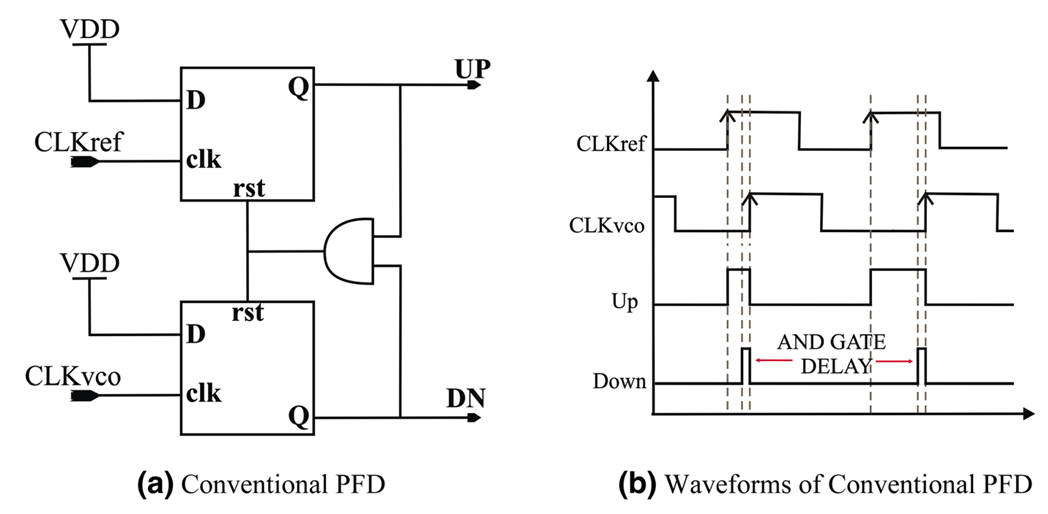 VDD
D
Q
UP
CLKref
clk
rst
VDD
rst
D
CLKvco
clk
Q
DN
(a) Conventional PFD
CLKref
CLKvco
Up
AND GATE
DELAY
Down
(b) Waveforms of Conventional PFD